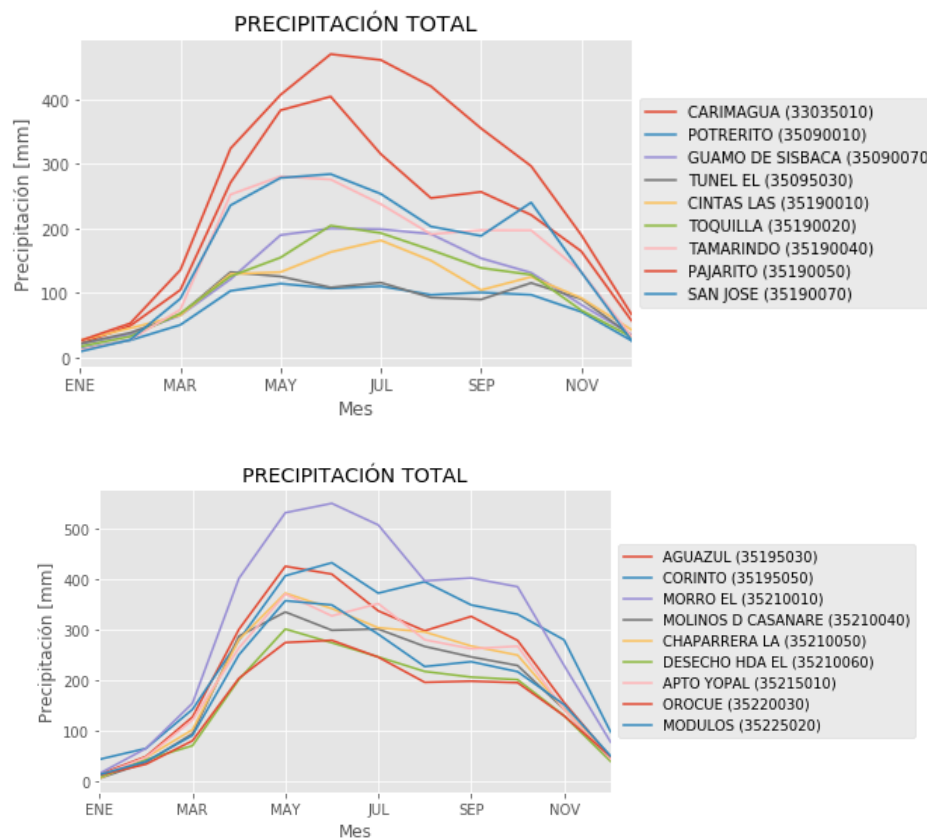 PRECIPITACIÓN TOTAL
Precipitación [mm]
400
300
200
100
0
ENE
MAR
MAY
JUL
SEP
NOV
Mes
CARIMAGUA (33035010)
POTRERITO (35090010)
GUAMO DE SISBACA (35090070
TUNEL EL (35095030)
CINTAS LAS (35190010)
TOQUILLA (35190020)
TAMARINDO (35190040)
PAJARITO (35190050)
SAN JOSE (35190070)
PRECIPITACIÓN TOTAL
Precipitación [mm]
500
400
300
200
100
0
ENE
MAR
MAY
JUL
SEP
NOV
Mes
AGUAZUL (35195030)
CORINTO (35195050)
MORRO EL (35210010)
MOLINOS D CASANARE (35210040)
CHAPARRERA LA (35210050)
DESECHO HDA EL (35210060)
APTO YOPAL (35215010)
OROCUE (35220030)
MODULOS (35225020)